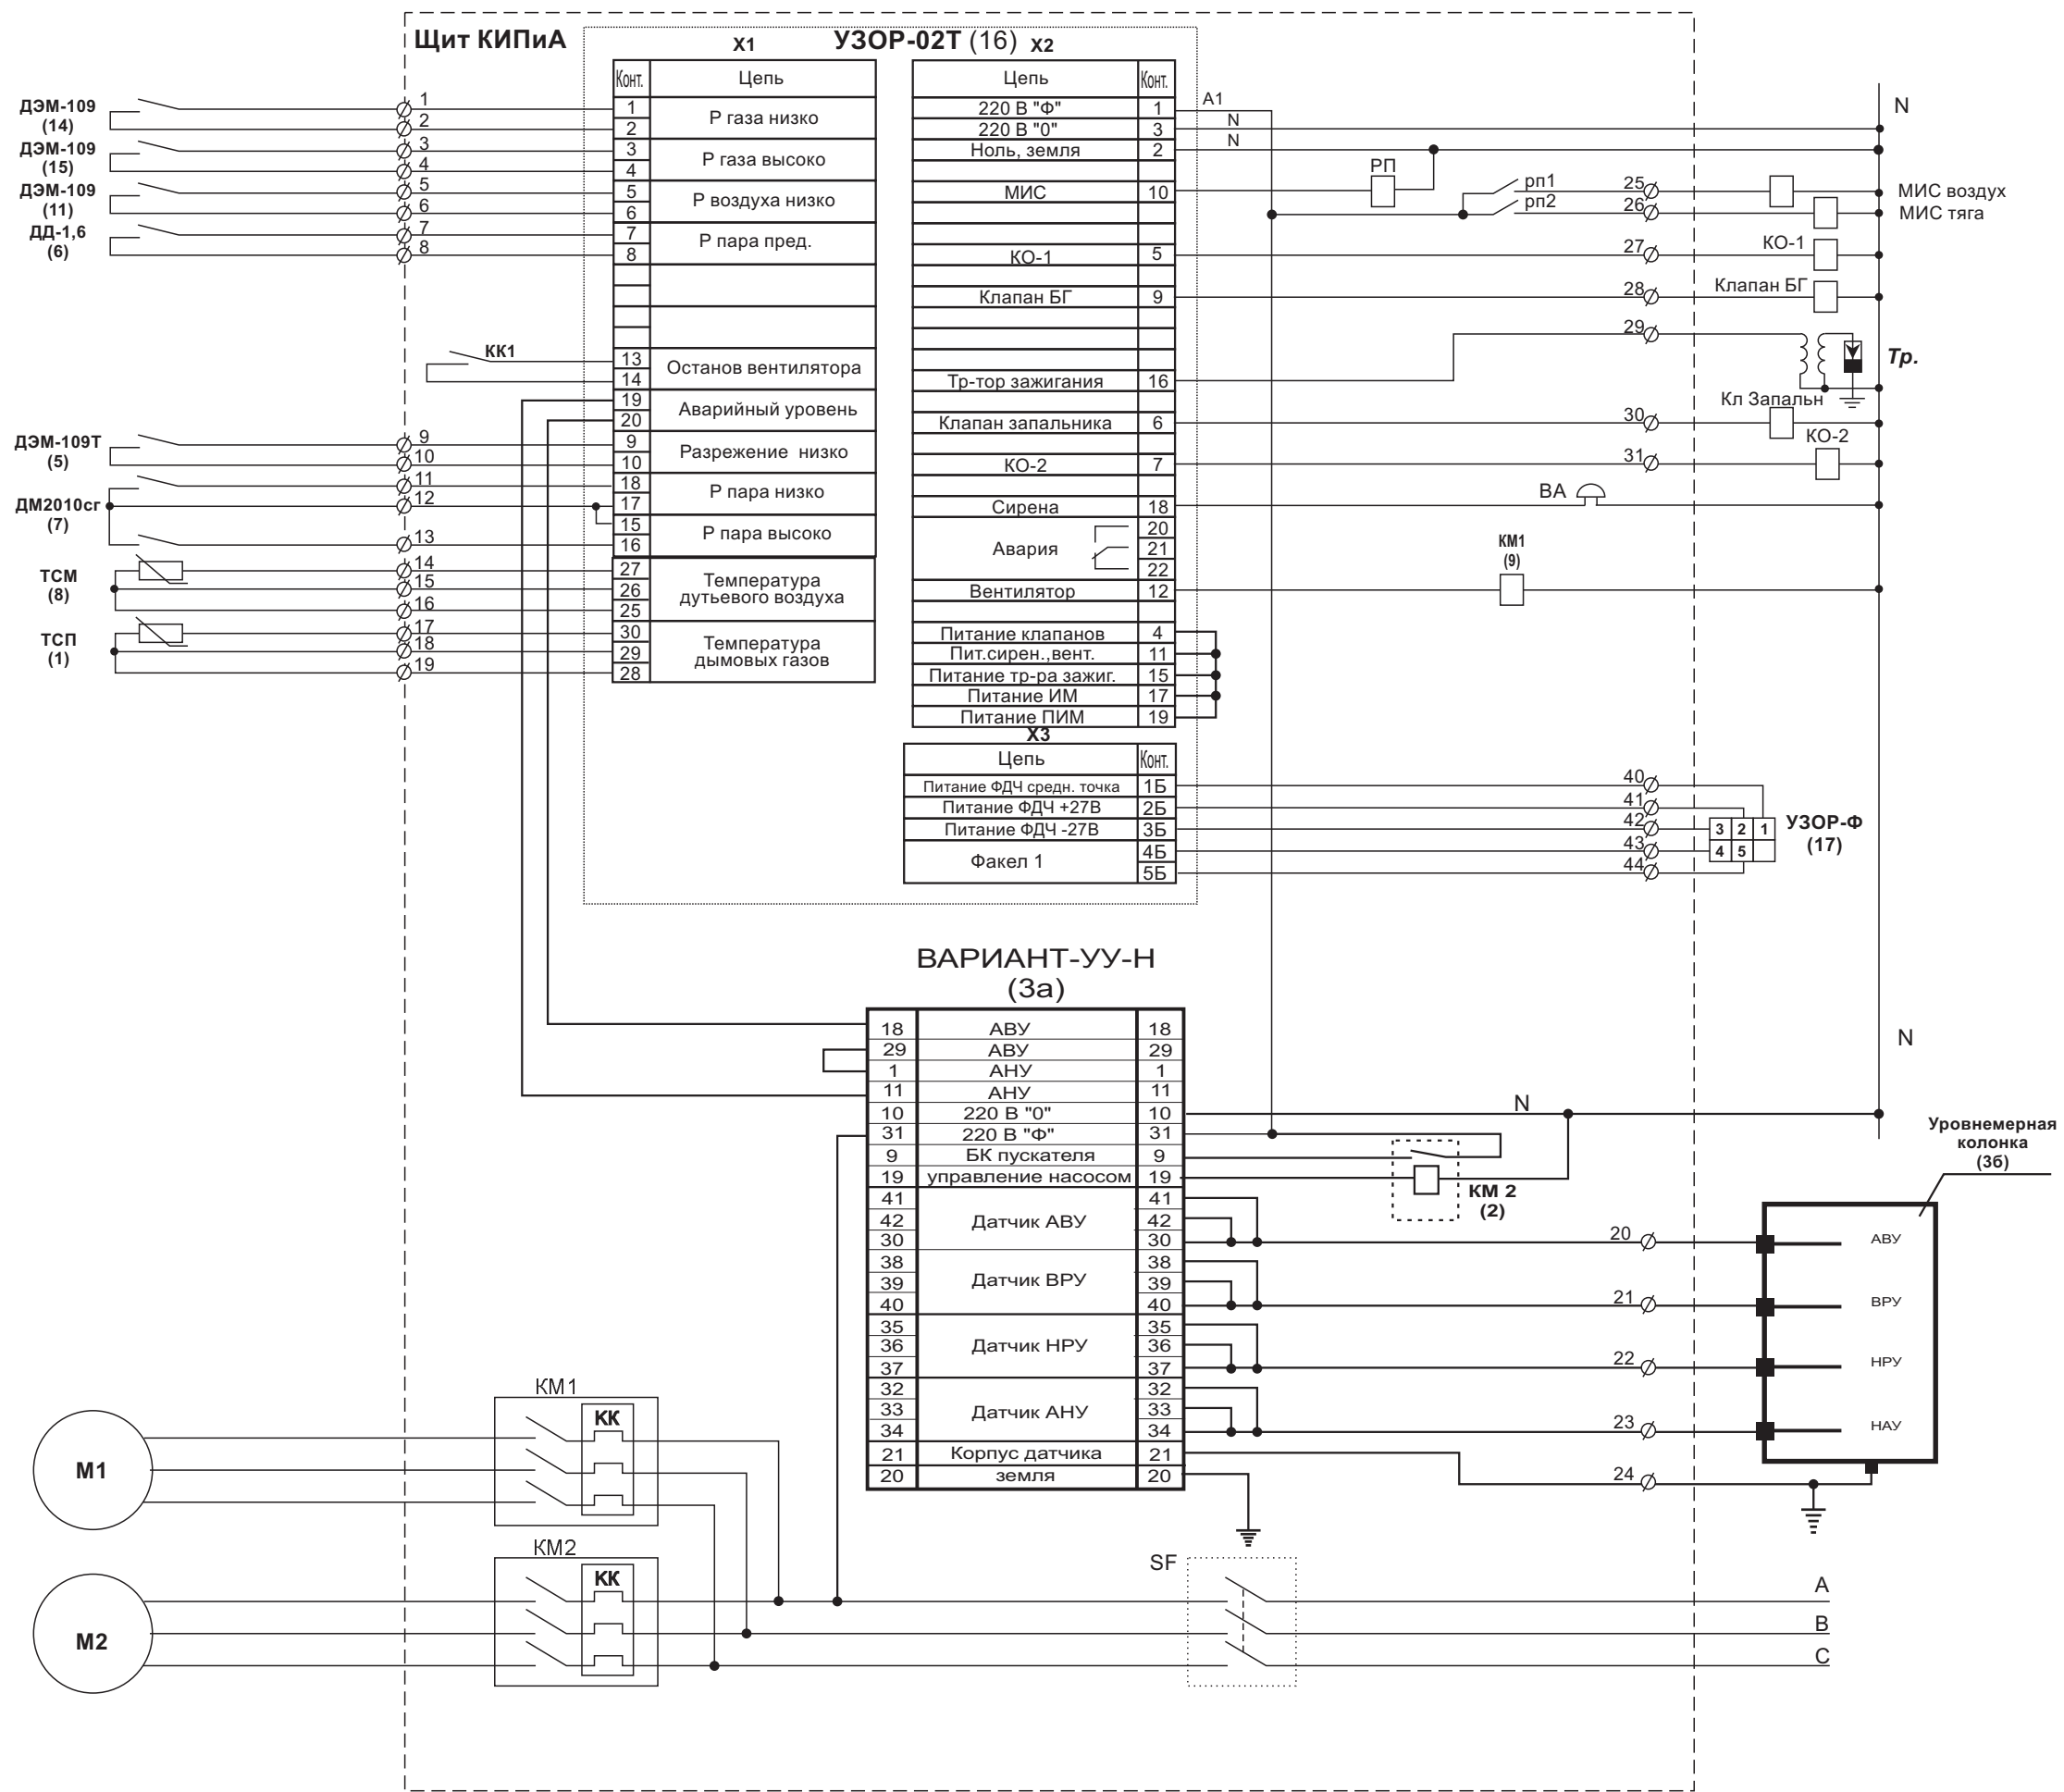 Щит КИПиА
X1
УЗОР-02Т (16)
X2
Конт. Цепь
1 Р газа низко
2
3 Р газа высоко
4
5 Р воздуха низко
6
7 Р пара пред.
8
13 Останов вентилятора
14
19 Аварийный уровень
20
9 Разрежение низко
10
18 Р пара низко
17
15 Р пара высоко
16
27 Температура
26 дутьевого воздуха
25
30 Температура
29 дымовых газов
28
ДЭМ-109
(14)
ДЭМ-109
(15)
ДЭМ-109
(11)
ДД-1,6
(6)
КК1
ДЭМ-109Т
(5)
ДМ2010сг
(7)
ТСМ
(8)
ТСП
(1)
1
2
3
4
5
6
7
8
9
10
11
12
13
14
15
16
17
18
19
Цепь Конт.
220 В "Ф" 1
220 В "0" 3
Ноль, земля 2
МИС 10
КО-1 5
Клапан БГ 9
Тр-тор зажигания 16
Клапан запальника 6
КО-2 7
Сирена 18
20
Авария 21
22
Вентилятор 12
Питание клапанов 4
Пит.сирен.,вент. 11
Питание тр-ра зажиг. 15
Питание ИМ 17
Питание ПИМ 19
X3
Цепь Конт.
Питание ФДЧ средн. точка 1Б
Питание ФДЧ +27В 2Б
Питание ФДЧ -27В 3Б
Факел 1 4Б
5Б
А1
N
N
N
РП
рп1
рп2
25
26
МИС воздух
МИС тяга
27
КО-1
28
Клапан БГ
29
Тр.
Кл Запальн
30
КО-2
31
ВА
КМ1
(9)
40
41
42
43
44
3 2 1
4 5
УЗОР-Ф
(17)
ВАРИАНТ-УУ-Н
(3а)
18 АВУ 18
29 АВУ 29
1 АНУ 1
11 АНУ 11
10 220 В "0" 10
31 220 В "Ф" 31
9 БК пускателя 9
19 управление насосом 19
41 41
42 Датчик АВУ 42
30 30
38 38
39 Датчик ВРУ 39
40 40
35 35
36 Датчик НРУ 36
37 37
32 32
33 Датчик АНУ 33
34 34
21 Корпус датчика 21
20 земля 20
N
N
КМ 2
(2)
Уровнемерная
колонка
(3б)
20
АВУ
21
ВРУ
22
НРУ
23
НАУ
24
КМ1
КК
М1
КМ2
КК
М2
SF
А
В
С